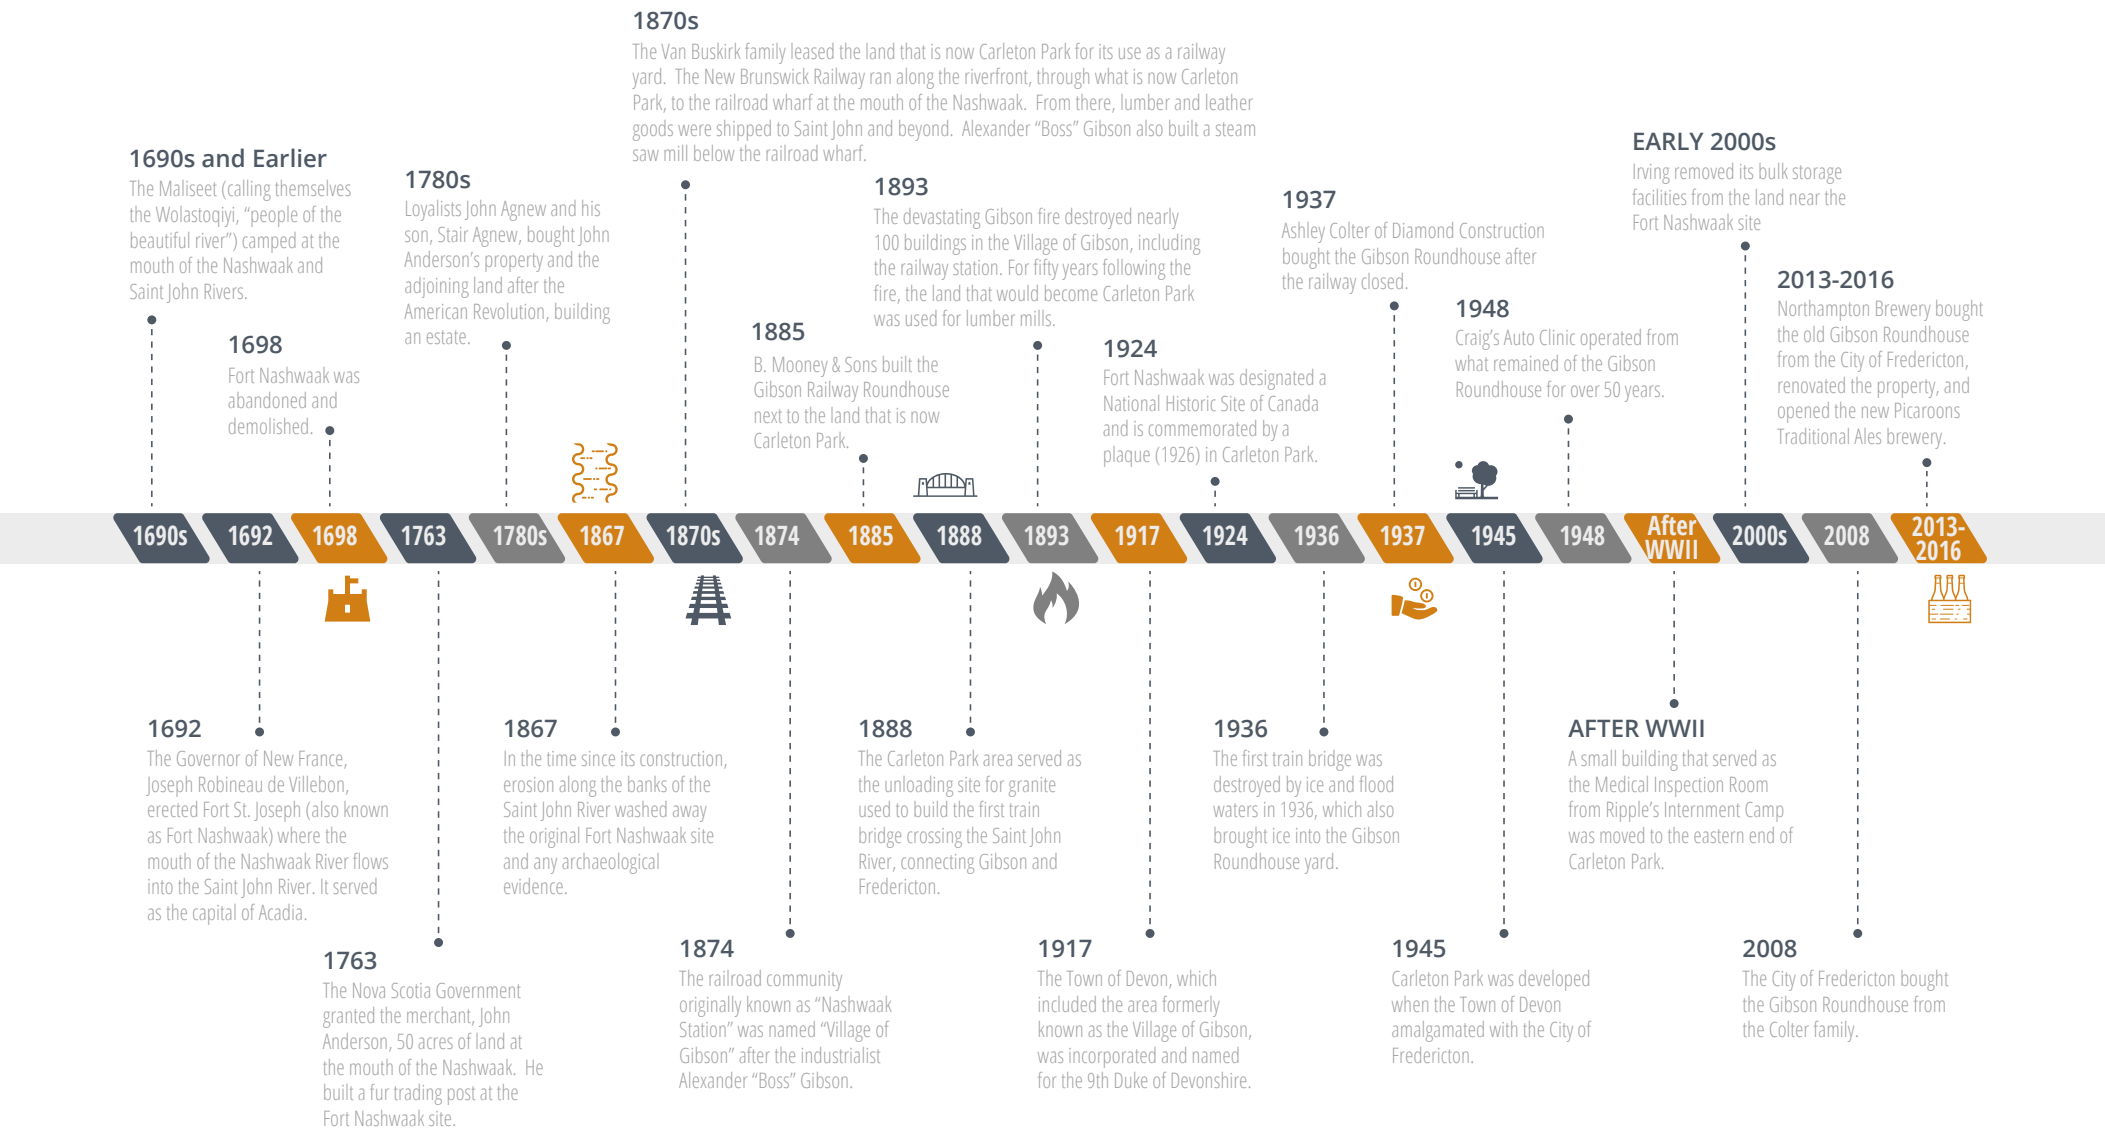 1870s
The Van Buskirk family leased the land that is now Carleton Park for its use as a railway
yard. The New Brunswick Railway ran along the riverfront, through what is now Carleton
Park, to the railroad wharf at the mouth of the Nashwaak. From there, lumber and leather
goods were shipped to Saint John and beyond. Alexander “Boss” Gibson also built a steam
saw mill below the railroad wharf.
1690s and Earlier
The Maliseet (calling themselves
the Wolastoqiyi, “people of the
beautiful river”) camped at the
mouth of the Nashwaak and
Saint John Rivers.
1698
Fort Nashwaak was
abandoned and
demolished.
1780s
Loyalists John Agnew and his
son, Stair Agnew, bought John
Anderson’s property and the
adjoining land after the
American Revolution, building
an estate.
1885
B. Mooney & Sons built the
Gibson Railway Roundhouse
next to the land that is now
Carleton Park.
1893
The devastating Gibson fire destroyed nearly
100 buildings in the Village of Gibson, including
the railway station. For fifty years following the
fire, the land that would become Carleton Park
was used for lumber mills.
1924
Fort Nashwaak was designated a
National Historic Site of Canada
and is commemorated by a
plaque (1926) in Carleton Park.
1937
Ashley Colter of Diamond Construction
bought the Gibson Roundhouse after
the railway closed.
1948
Craig’s Auto Clinic operated from
what remained of the Gibson
Roundhouse for over 50 years.
EARLY 2000s
Irving removed its bulk storage
facilities from the land near the
Fort Nashwaak site
2013-2016
Northampton Brewery bought
the old Gibson Roundhouse
from the City of Fredericton,
renovated the property, and
opened the new Picaroons
Traditional Ales brewery.
1690s
1692
1698
1763
1780s
1867
1870s
1874
1885
1888
1893
1917
1924
1936
1937
1945
1948
After
WWII
2000s
2008
2013-
2016
1692
The Governor of New France,
Joseph Robineau de Villebon,
erected Fort St. Joseph (also known
as Fort Nashwaak) where the
mouth of the Nashwaak River flows
into the Saint John River. It served
as the capital of Acadia.
1763
The Nova Scotia Government
granted the merchant, John
Anderson, 50 acres of land at
the mouth of the Nashwaak. He
built a fur trading post at the
Fort Nashwaak site.
1867
In the time since its construction,
erosion along the banks of the
Saint John River washed away
the original Fort Nashwaak site
and any archaeological
evidence.
1874
The railroad community
originally known as “Nashwaak
Station” was named “Village of
Gibson” after the industrialist
Alexander “Boss” Gibson.
1888
The Carleton Park area served as
the unloading site for granite
used to build the first train
bridge crossing the Saint John
River, connecting Gibson and
Fredericton.
1917
The Town of Devon, which
included the area formerly
known as the Village of Gibson,
was incorporated and named
for the 9th Duke of Devonshire.
1936
The first train bridge was
destroyed by ice and flood
waters in 1936, which also
brought ice into the Gibson
Roundhouse yard.
1945
Carleton Park was developed
when the Town of Devon
amalgamated with the City of
Fredericton.
AFTER WWII
A small building that served as
the Medical Inspection Room
from Ripple’s Internment Camp
was moved to the eastern end of
Carleton Park.
2008
The City of Fredericton bought
the Gibson Roundhouse from
the Colter family.